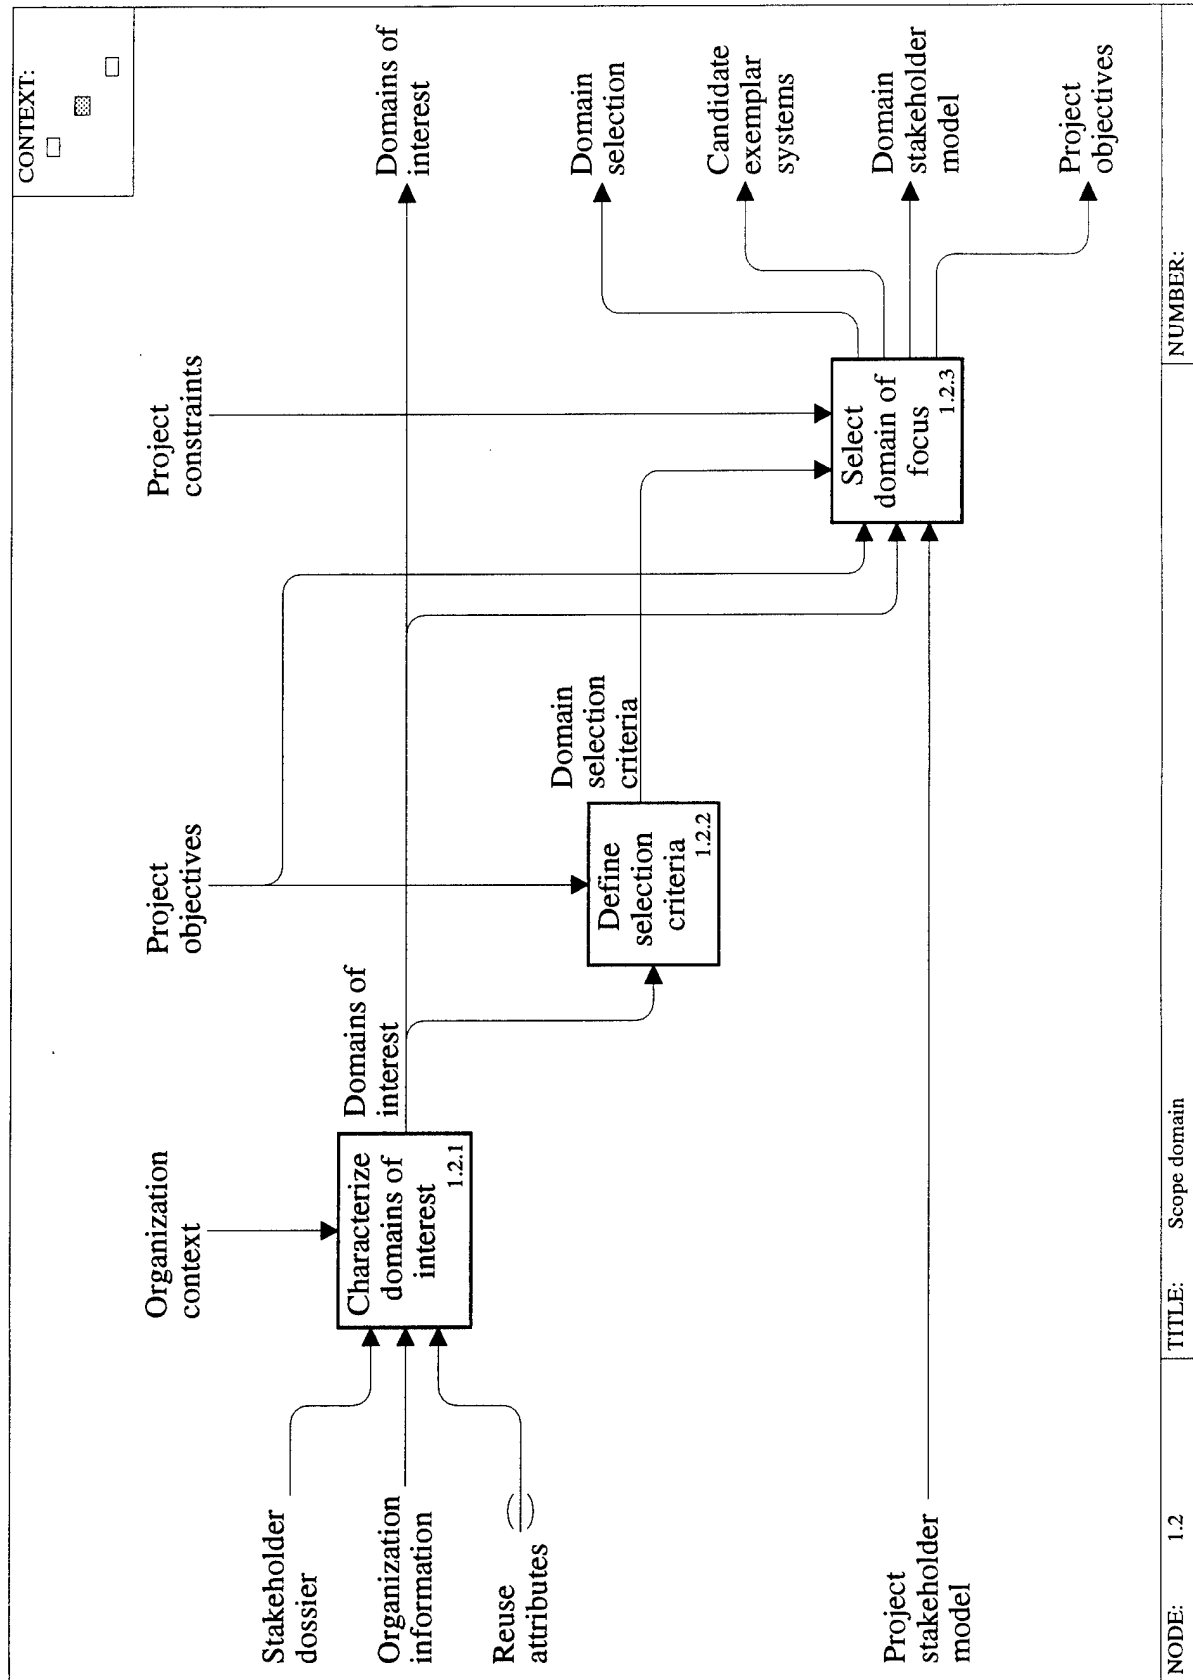 CONTEXT:
Organization
context
Project
objectives
Project
constraints
Stakeholder
dossier
Organization
information
Reuse
attributes
Characterize
domains of
interest
1.2.1
Domains of
interest
Domains of
interest
Define
selection
criteria
1.2.2
Domain
selection
criteria
Domain
selection
Candidate
exemplar
systems
Project
stakeholder
model
Select
domain of
focus
1.2.3
Domain
stakeholder
model
Project
objectives
NODE: 1.2
TITLE: Scope domain
NUMBER: